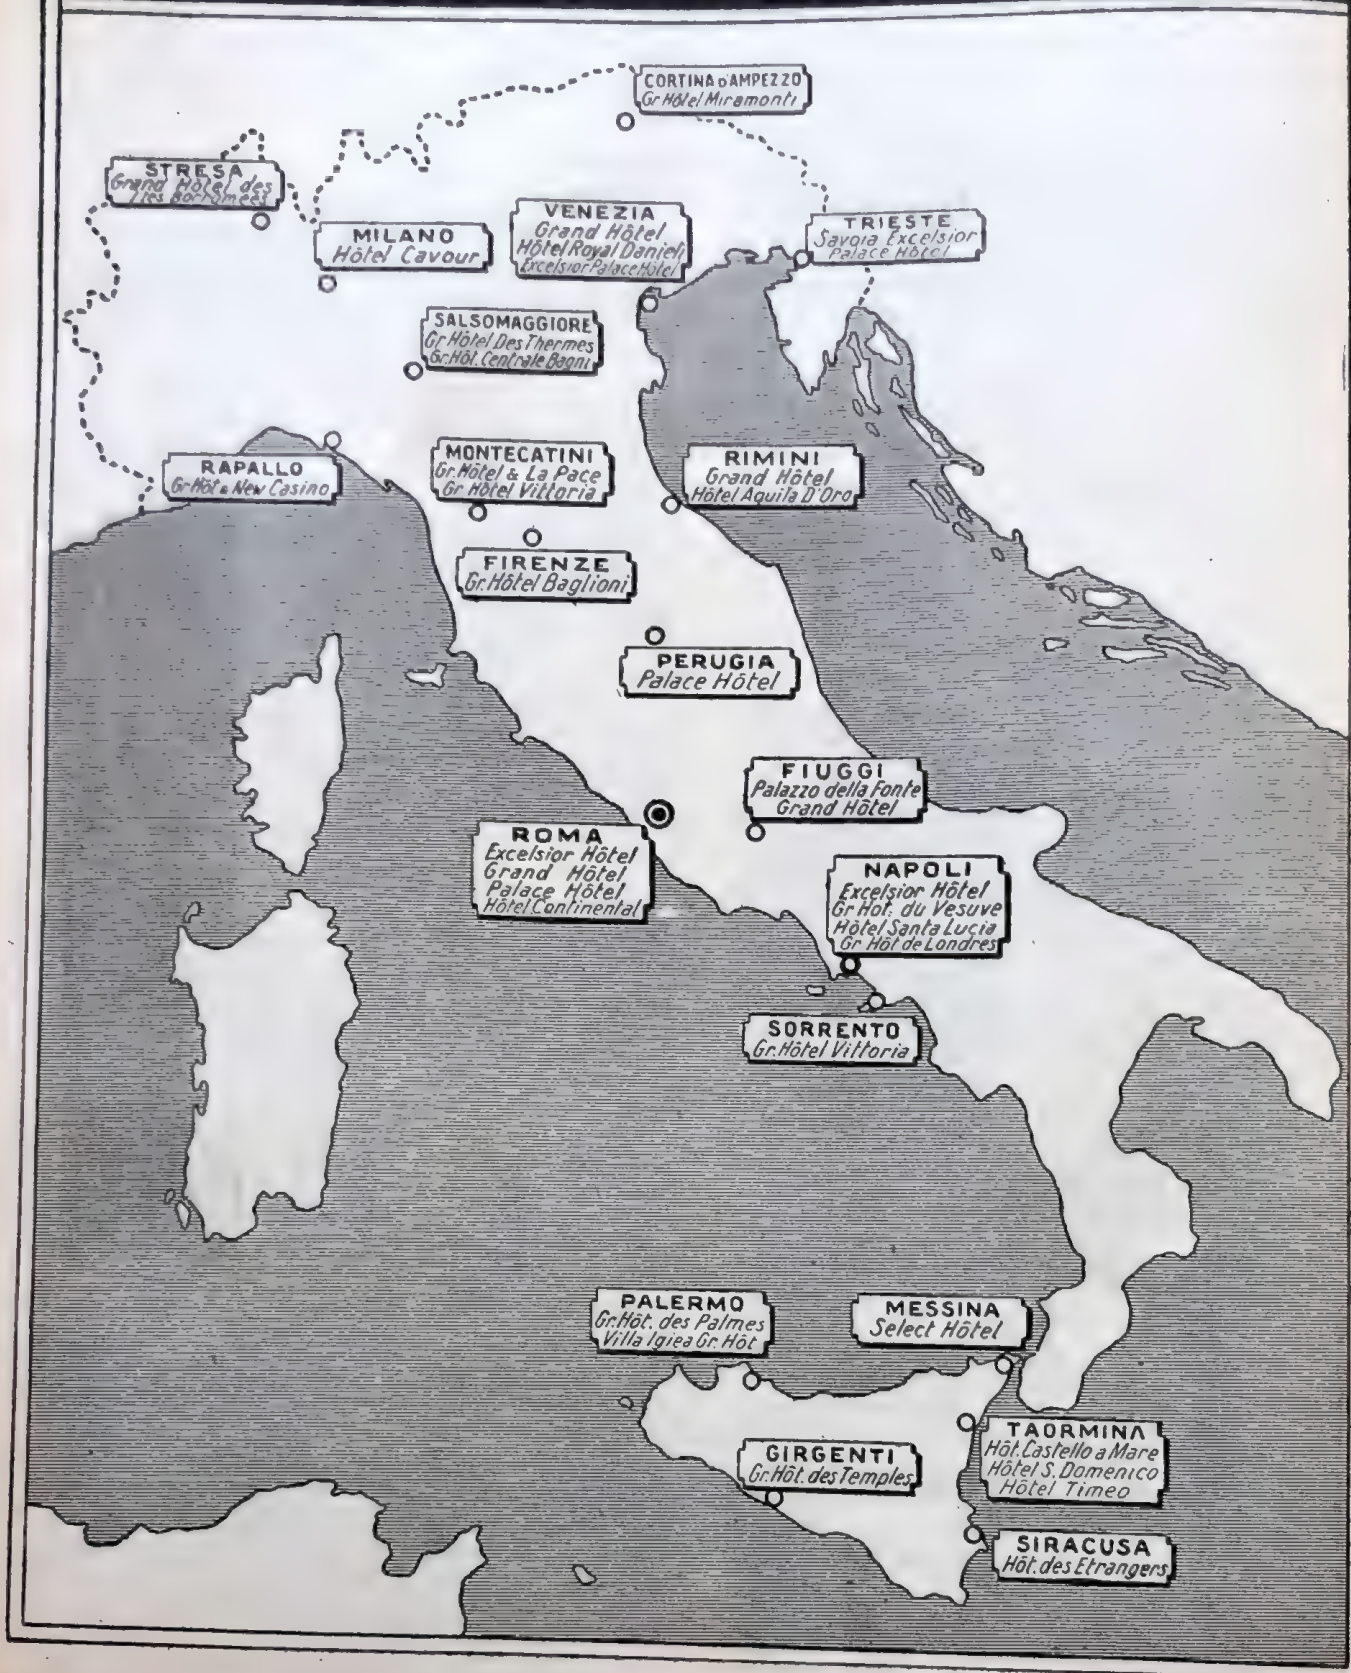 CORTINA D'AMPEZZO
Gr Hôtel Miramonti
STRESA
Grand Hôtel des
Iles Borromées
MILANO
Hôtel Cavour
VENEZIA
Grand Hôtel
Hôtel Royal Danieli
Excelsior Palace Hôtel
TRIESTE
Savoia Excelsior
Palace Hôtel
SALSOMAGGIORE
Gr Hôtel Des Thermes
Gr. Hôt. Centrale Bagni
RAPALLO
Gr Hôt & New Casino
MONTECATINI
Gr. Hôtel & La Pace
Gr Hôtel Vittoria
RIMINI
Grand Hôtel
Hôtel Aquila D'Oro
FIRENZE
Gr. Hôtel Baglioni
PERUGIA
Palace Hôtel
FIUGGI
Palazzo della Fonte
Grand Hôtel
ROMA
Excelsior Hôtel
Grand Hôtel
Palace Hôtel
Hôtel Continental
NAPOLI
Excelsior Hôtel
Gr Hot. du Vesuve
Hôtel Santa Lucia
Gr Hôt de Londres
SORRENTO
Gr. Hôtel Vittoria
PALERMO
Gr. Hôt. des Palmes
Villa Igiea Gr. Hôt
MESSINA
Select Hôtel
TAORMINA
Hôt. Castello a Mare
Hôtel S. Domenico
Hôtel Timeo
GIRGENTI
Gr. Hôt. des Temples
SIRACUSA
Hôt. des Etrangers